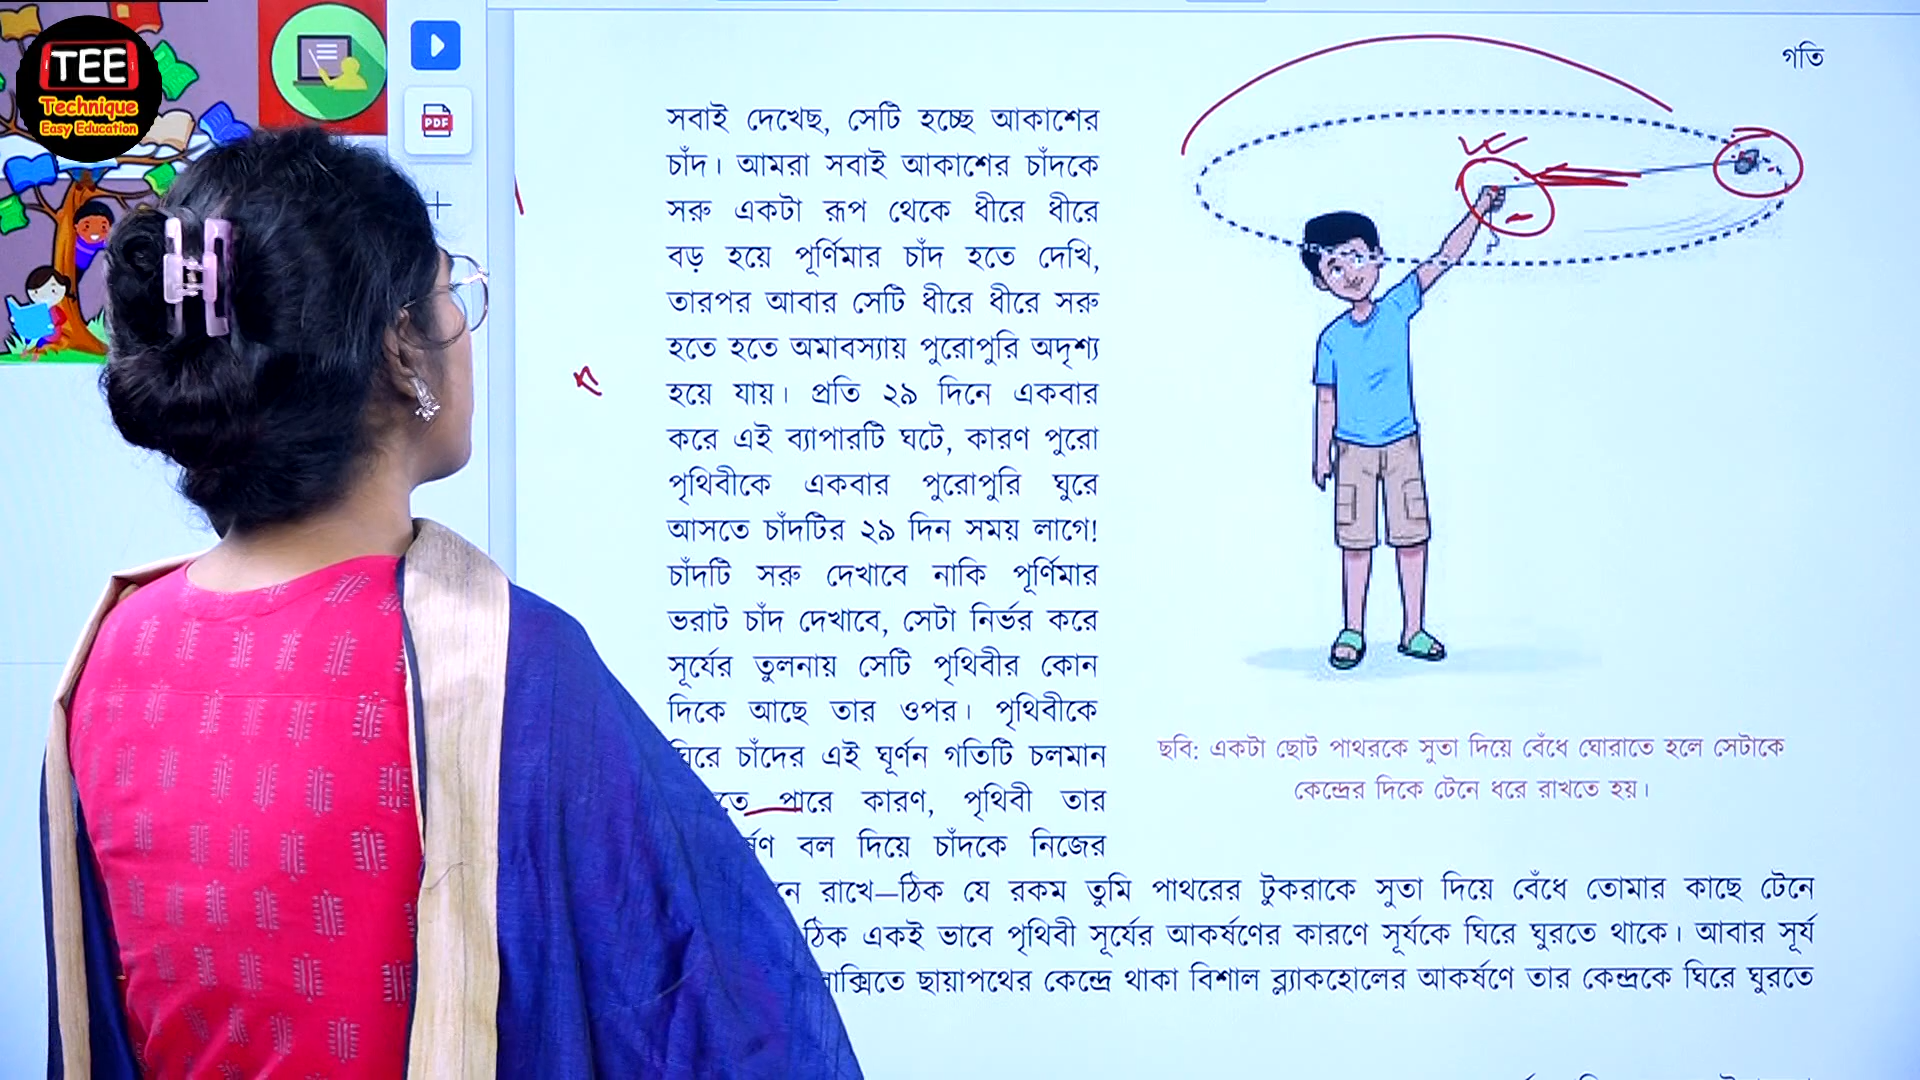 TEE
Technique
Easy Education
PDF
গতি
সবাই দেখেছ, সেটি হচ্ছে আকাশের
চাঁদ। আমরা সবাই আকাশের চাঁদকে
সরু একটা রূপ থেকে ধীরে ধীরে
বড় হয়ে পূর্ণিমার চাঁদ হতে দেখি,
তারপর আবার সেটি ধীরে ধীরে সরু
হতে হতে অমাবস্যায় পুরোপুরি অদৃশ্য
হয়ে যায়। প্রতি ২৯ দিনে একবার
করে এই ব্যাপারটি ঘটে, কারণ পুরো
পৃথিবীকে একবার পুরোপুরি ঘুরে
আসতে চাঁদটির ২৯ দিন সময় লাগে!
চাঁদটি সরু দেখাবে নাকি পূর্ণিমার
ভরাট চাঁদ দেখাবে, সেটা নির্ভর করে
সূর্যের তুলনায় সেটি পৃথিবীর কোন
দিকে আছে তার ওপর। পৃথিবীকে
ঘিরে চাঁদের এই ঘূর্ণন গতিটি চলমান
পারে কারণ, পৃথিবী তার
বল দিয়ে চাঁদকে নিজের
রাখে—ঠিক যে রকম তুমি পাথরের টুকরাকে সুতা দিয়ে বেঁধে তোমার কাছে টেনে
ঠিক একই ভাবে পৃথিবী সূর্যের আকর্ষণের কারণে সূর্যকে ঘিরে ঘুরতে থাকে। আবার সূর্য
ছায়াপথের কেন্দ্রে থাকা বিশাল ব্ল্যাকহোলের আকর্ষণে তার কেন্দ্রকে ঘিরে ঘুরতে
ছবি: একটা ছোট পাথরকে সুতা দিয়ে বেঁধে ঘোরাতে হলে সেটাকে
কেন্দ্রের দিকে টেনে ধরে রাখতে হয়।